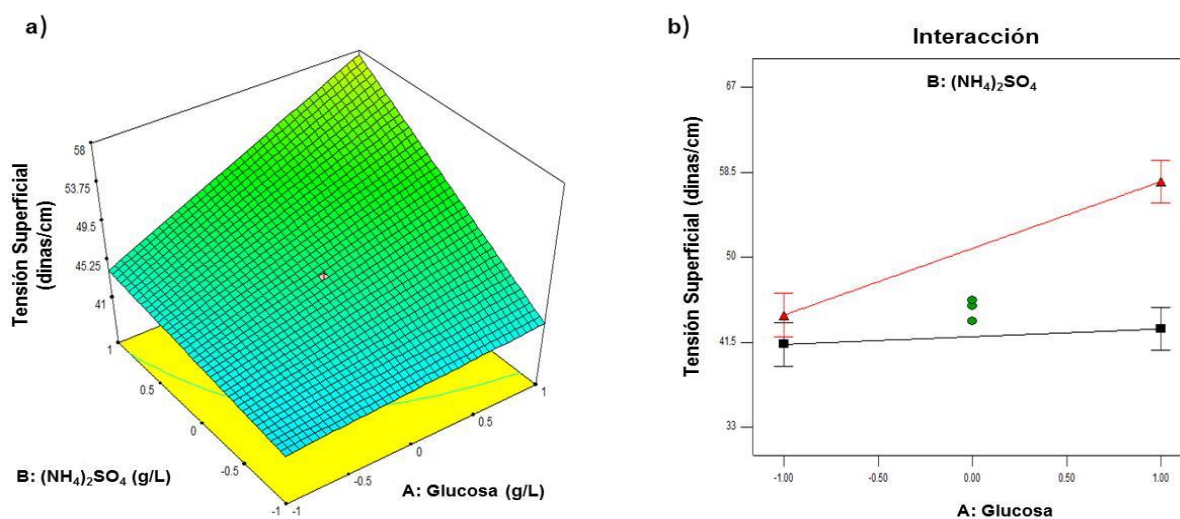 a)
Tensión Superficial
(dinas/cm)
58
53.75
49.5
45.25
41
1
0.5
0
-0.5
-1
-1
-0.5
0
0.5
1
B: (NH₄)₂SO₄ (g/L)
A: Glucosa (g/L)
b)
Interacción
B: (NH₄)₂SO₄
Tensión Superficial (dinas/cm)
67
58.5
50
41.5
33
-1.00
-0.50
0.00
0.50
1.00
A: Glucosa